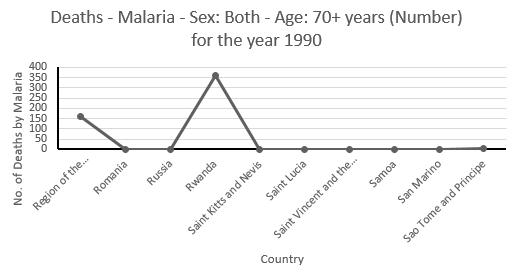 Deaths - Malaria - Sex: Both - Age: 70+ years (Number)
for the year 1990
No. of Deaths by Malaria
400
350
300
250
200
150
100
50
0
Region of the...
Romania
Russia
Rwanda
Saint Kitts and Nevis
Saint Lucia
Saint Vincent and the...
Samoa
San Marino
Sao Tome and Principe
Country